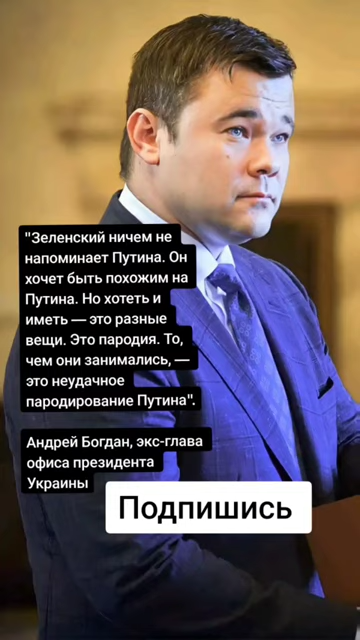 "Зеленский ничем не
напоминает Путина. Он
хочет быть похожим на
Путина. Но хотеть и
иметь — это разные
вещи. Это пародия. То,
чем они занимались, —
это неудачное
пародирование Путина".
Андрей Богдан, экс-глава
офиса президента
Украины
Подпишись